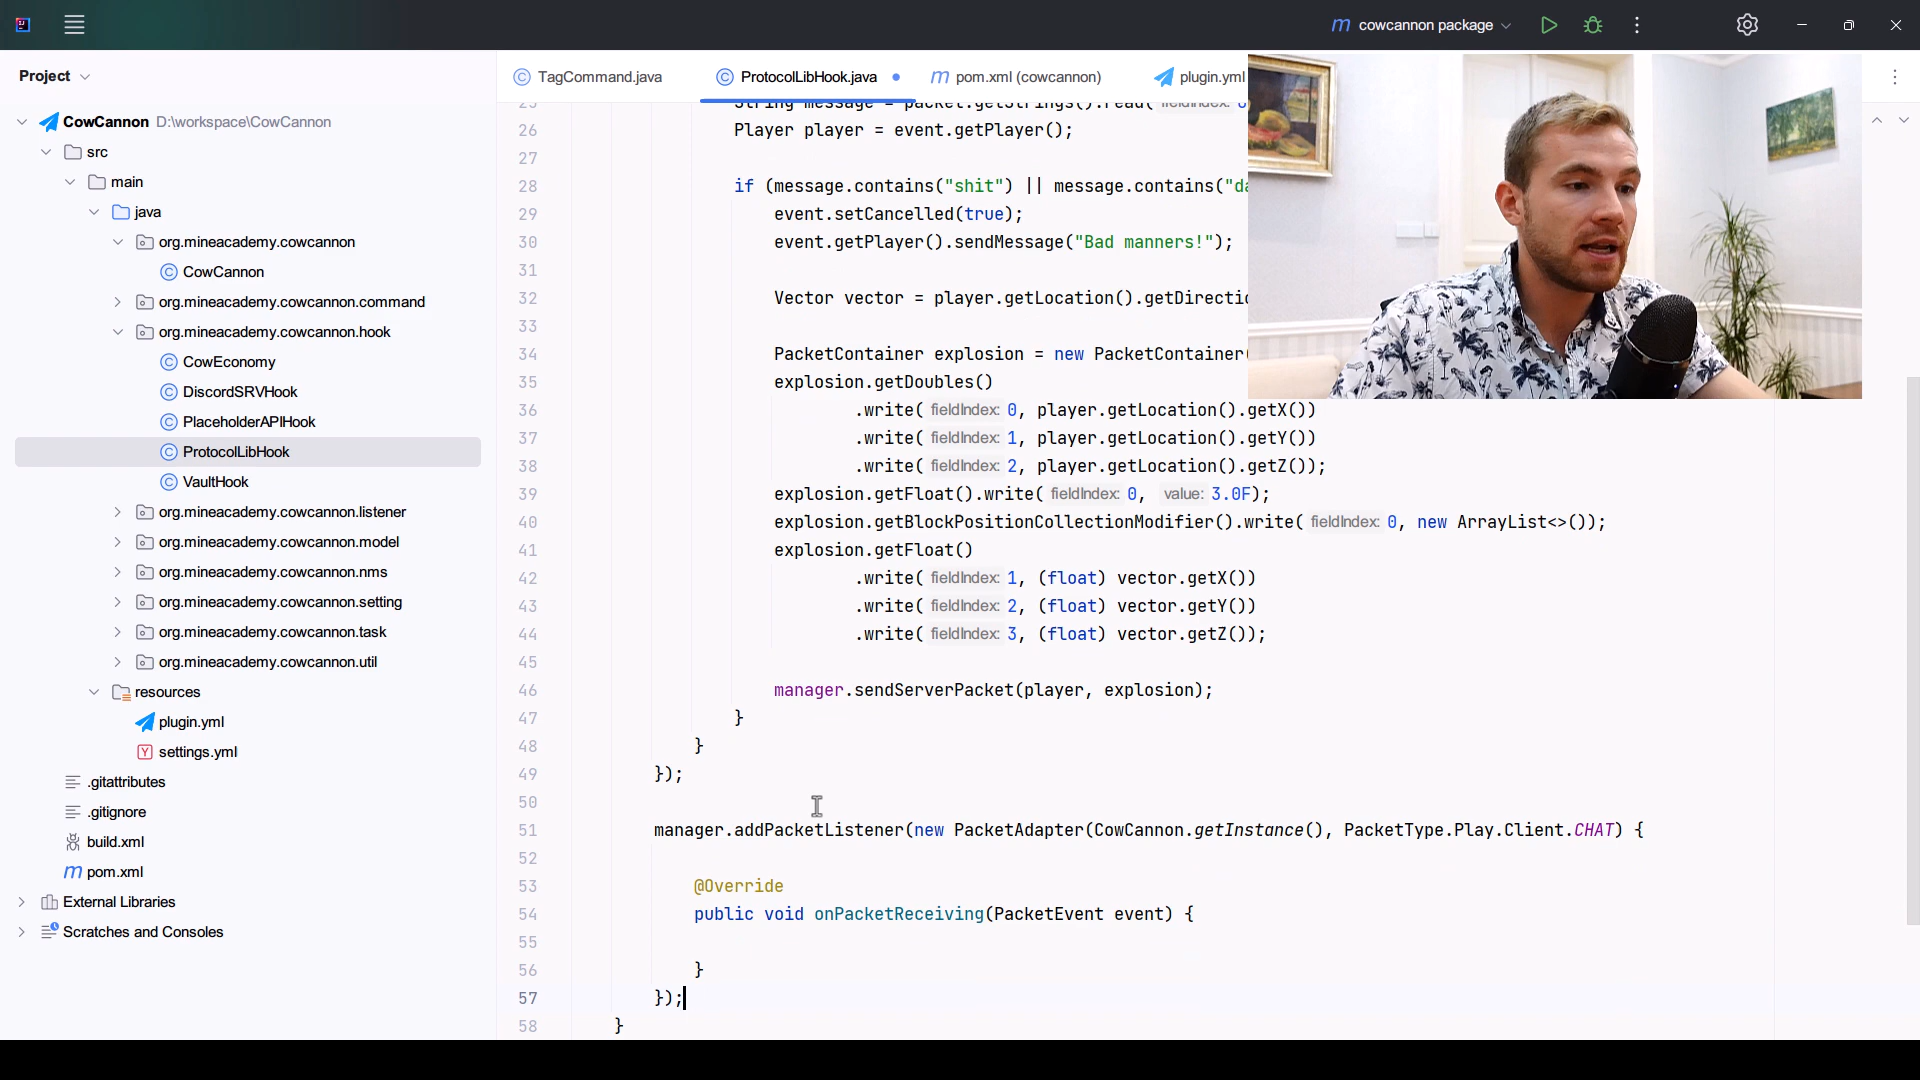 cowcannon package
Project
TagCommand.java
ProtocolLibHook.java
pom.xml (cowcannon)
plugin.yml
CowCannon D:\workspace\CowCannon
src
main
java
org.mineacademy.cowcannon
CowCannon
org.mineacademy.cowcannon.command
org.mineacademy.cowcannon.hook
CowEconomy
DiscordSRVHook
PlaceholderAPIHook
ProtocolLibHook
VaultHook
org.mineacademy.cowcannon.listener
org.mineacademy.cowcannon.model
org.mineacademy.cowcannon.nms
org.mineacademy.cowcannon.setting
org.mineacademy.cowcannon.task
org.mineacademy.cowcannon.util
resources
plugin.yml
settings.yml
.gitattributes
.gitignore
build.xml
pom.xml
External Libraries
Scratches and Consoles
25 String message = packet.getStrings().read( fieldIndex: 0
26 Player player = event.getPlayer();
27
28 if (message.contains("shit") || message.contains("da
29 event.setCancelled(true);
30 event.getPlayer().sendMessage("Bad manners!");
31
32 Vector vector = player.getLocation().getDirectio
33
34 PacketContainer explosion = new PacketContainer(
35 explosion.getDoubles()
36 .write( fieldIndex: 0, player.getLocation().getX())
37 .write( fieldIndex: 1, player.getLocation().getY())
38 .write( fieldIndex: 2, player.getLocation().getZ());
39 explosion.getFloat().write( fieldIndex: 0, value: 3.0F);
40 explosion.getBlockPositionCollectionModifier().write( fieldIndex: 0, new ArrayList<>());
41 explosion.getFloat()
42 .write( fieldIndex: 1, (float) vector.getX())
43 .write( fieldIndex: 2, (float) vector.getY())
44 .write( fieldIndex: 3, (float) vector.getZ());
45
46 manager.sendServerPacket(player, explosion);
47 }
48 }
49 });
50
51 manager.addPacketListener(new PacketAdapter(CowCannon.getInstance(), PacketType.Play.Client.CHAT) {
52
53 @Override
54 public void onPacketReceiving(PacketEvent event) {
55
56 }
57 });
58 }